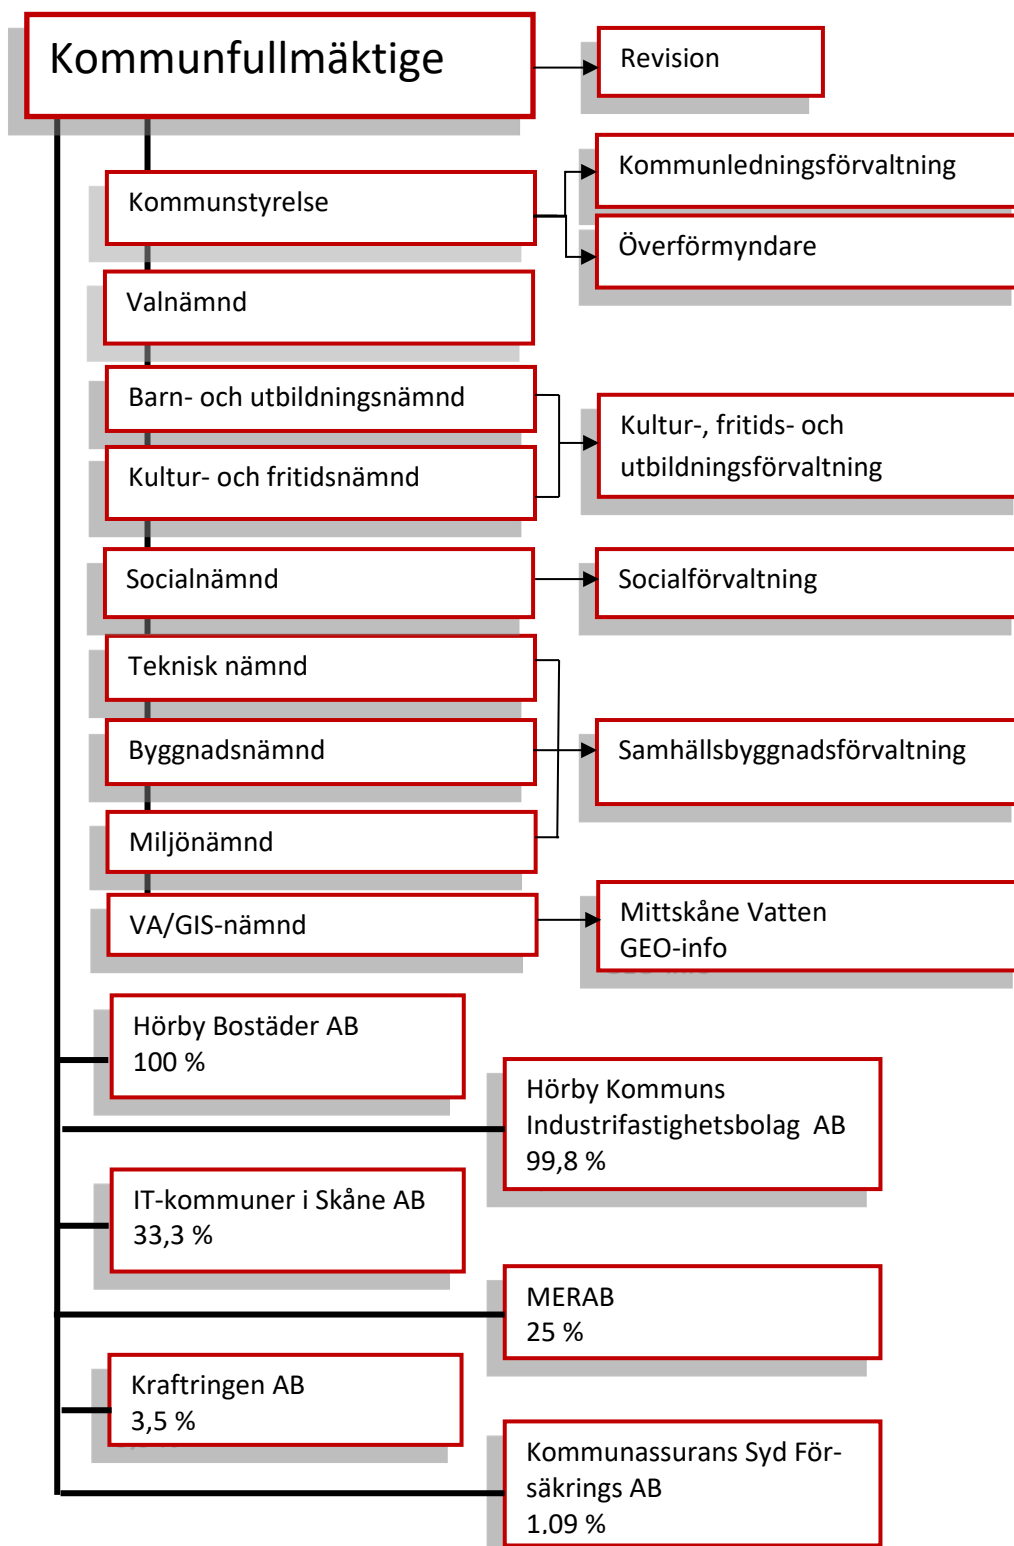 Kommunfullmäktige
Revision
Kommunstyrelse
Kommunledningsförvaltning
Överförmyndare
Valnämnd
Barn- och utbildningsnämnd
Kultur- och fritidsnämnd
Kultur-, fritids- och
utbildningsförvaltning
Socialnämnd
Socialförvaltning
Teknisk nämnd
Byggnadsnämnd
Miljönämnd
Samhällsbyggnadsförvaltning
VA/GIS-nämnd
Mittskåne Vatten
GEO-info
Hörby Bostäder AB
100 %
Hörby Kommuns
Industrifastighetsbolag AB
99,8 %
IT-kommuner i Skåne AB
33,3 %
MERAB
25 %
Kraftringen AB
3,5 %
Kommunassurans Syd För-
säkrings AB
1,09 %